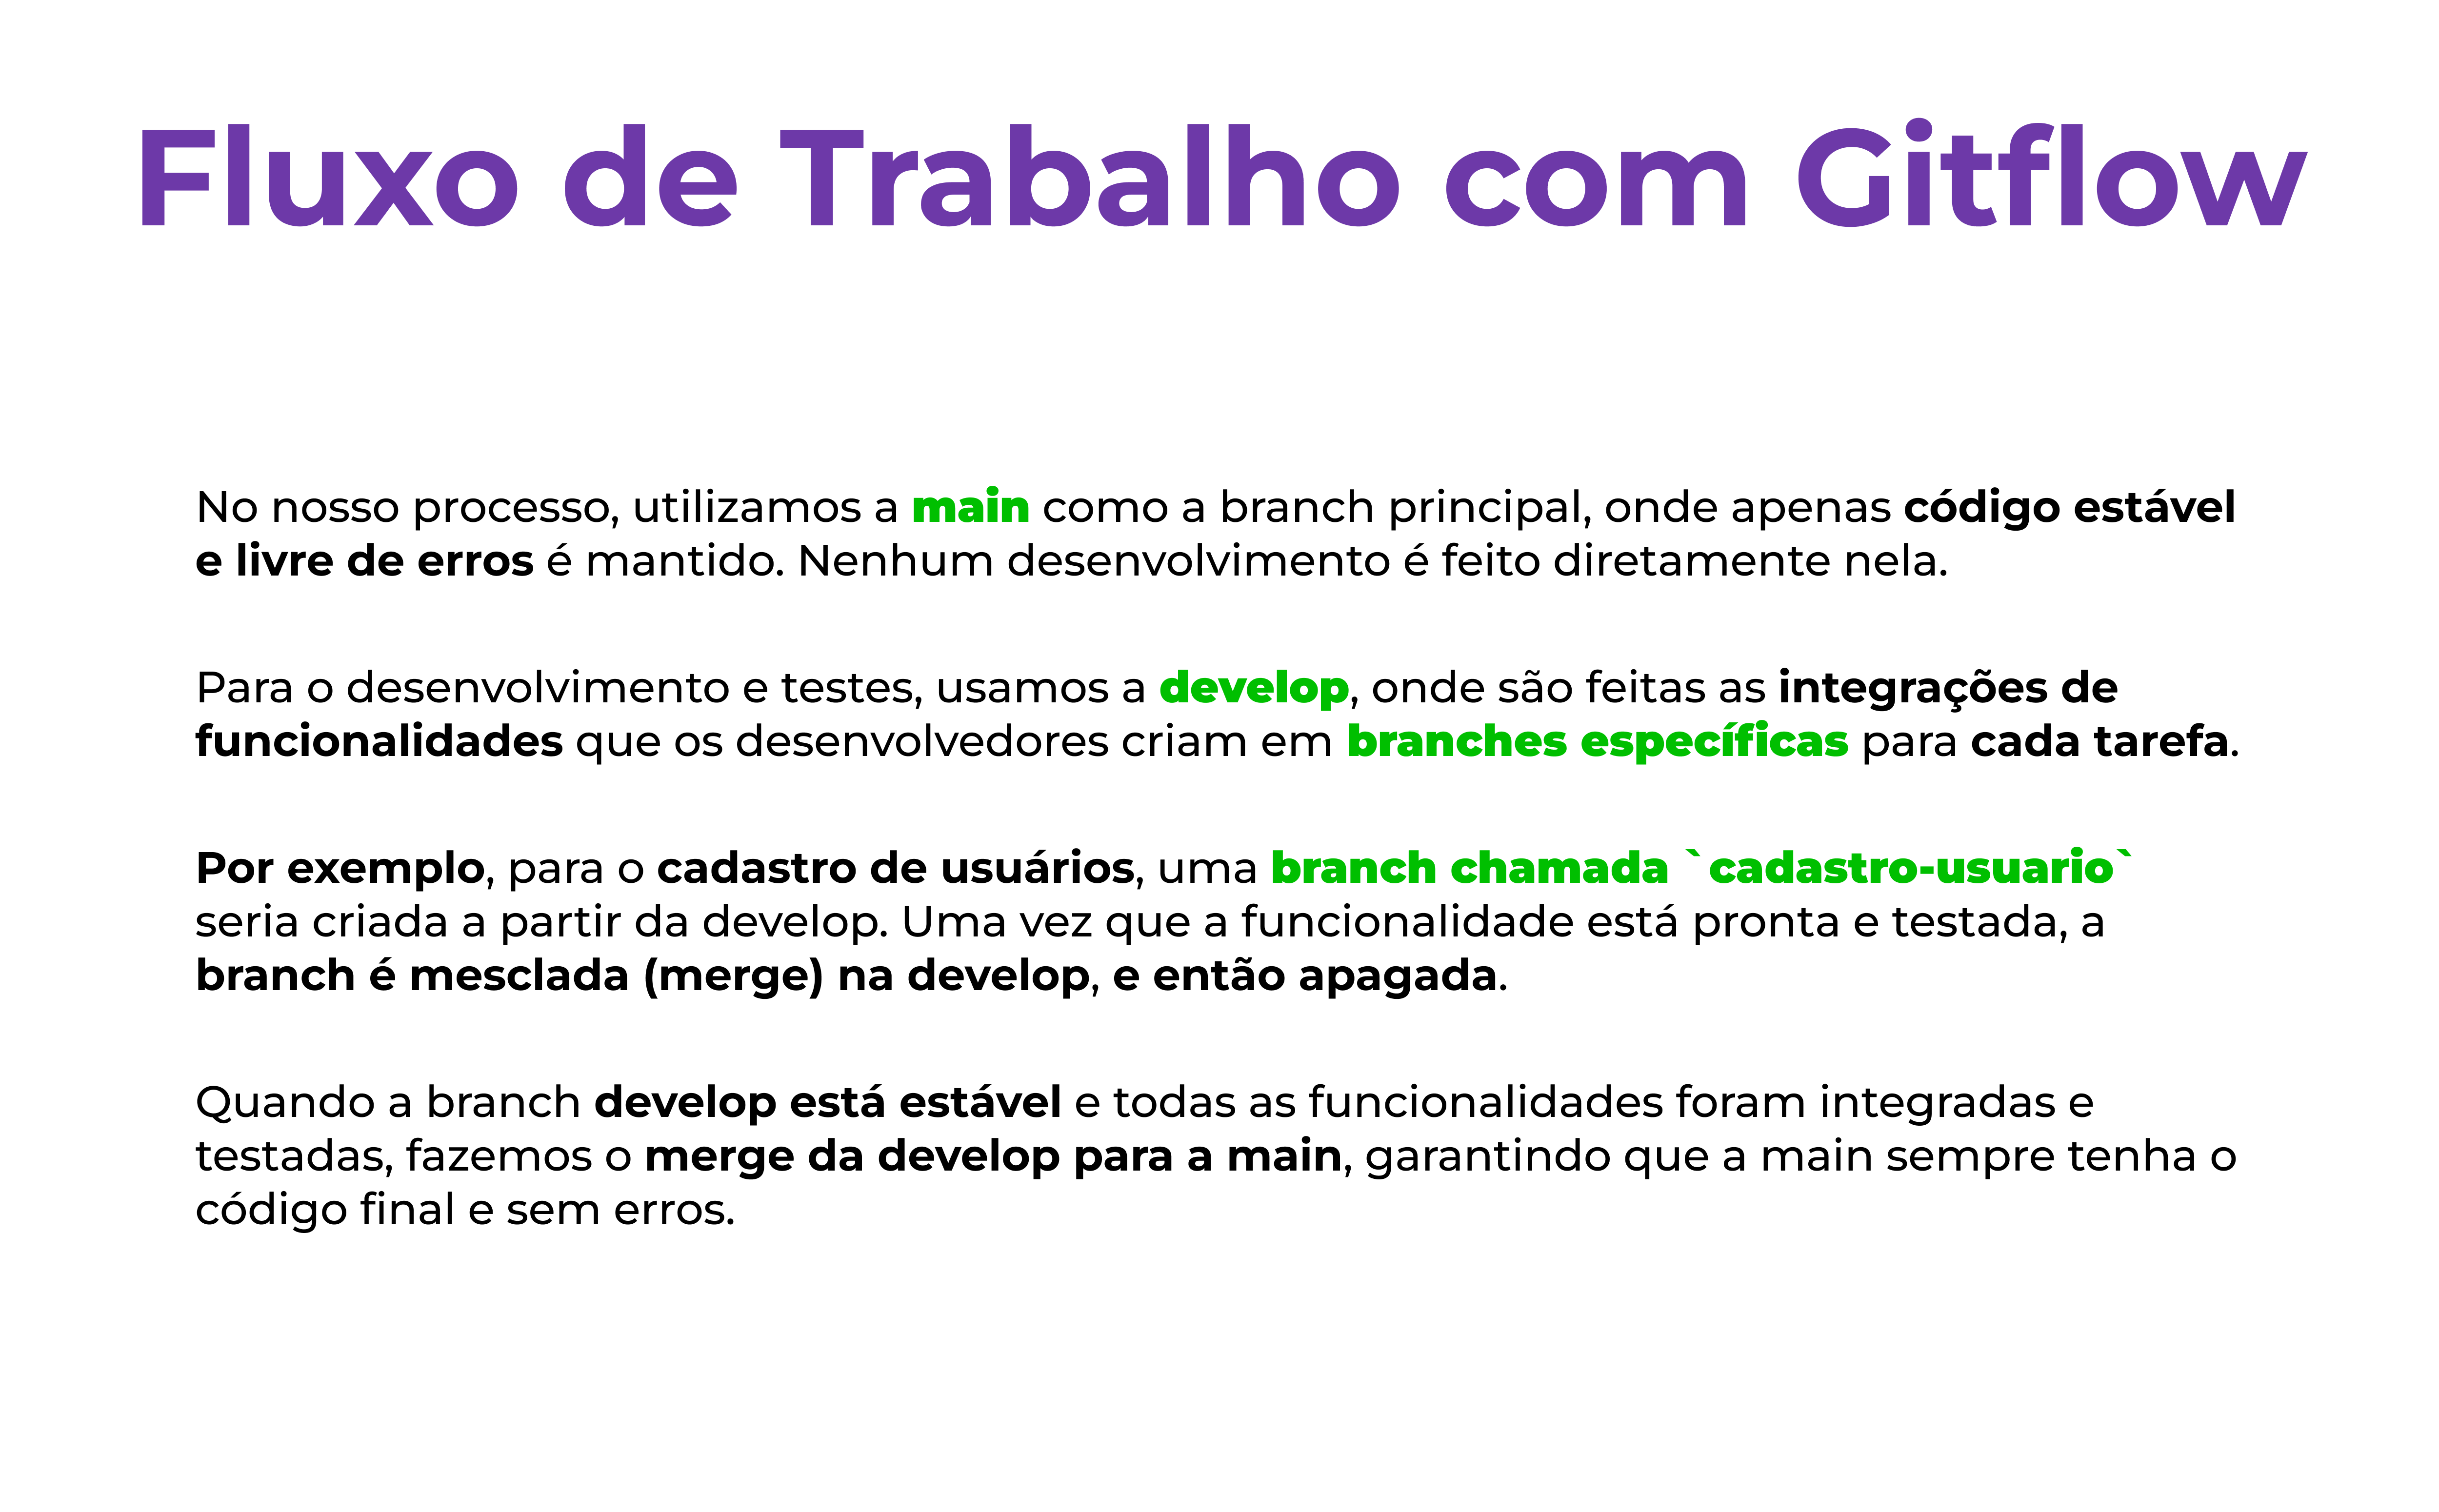 Fluxo de Trabalho com Gitflow
No nosso processo, utilizamos a main como a branch principal, onde apenas código estável
e livre de erros é mantido. Nenhum desenvolvimento é feito diretamente nela.
Para o desenvolvimento e testes, usamos a develop, onde são feitas as integrações de
funcionalidades que os desenvolvedores criam em branches específicas para cada tarefa.
Por exemplo, para o cadastro de usuários, uma branch chamada `cadastro-usuario`
seria criada a partir da develop. Uma vez que a funcionalidade está pronta e testada, a
branch é mesclada (merge) na develop, e então apagada.
Quando a branch develop está estável e todas as funcionalidades foram integradas e
testadas, fazemos o merge da develop para a main, garantindo que a main sempre tenha o
código final e sem erros.